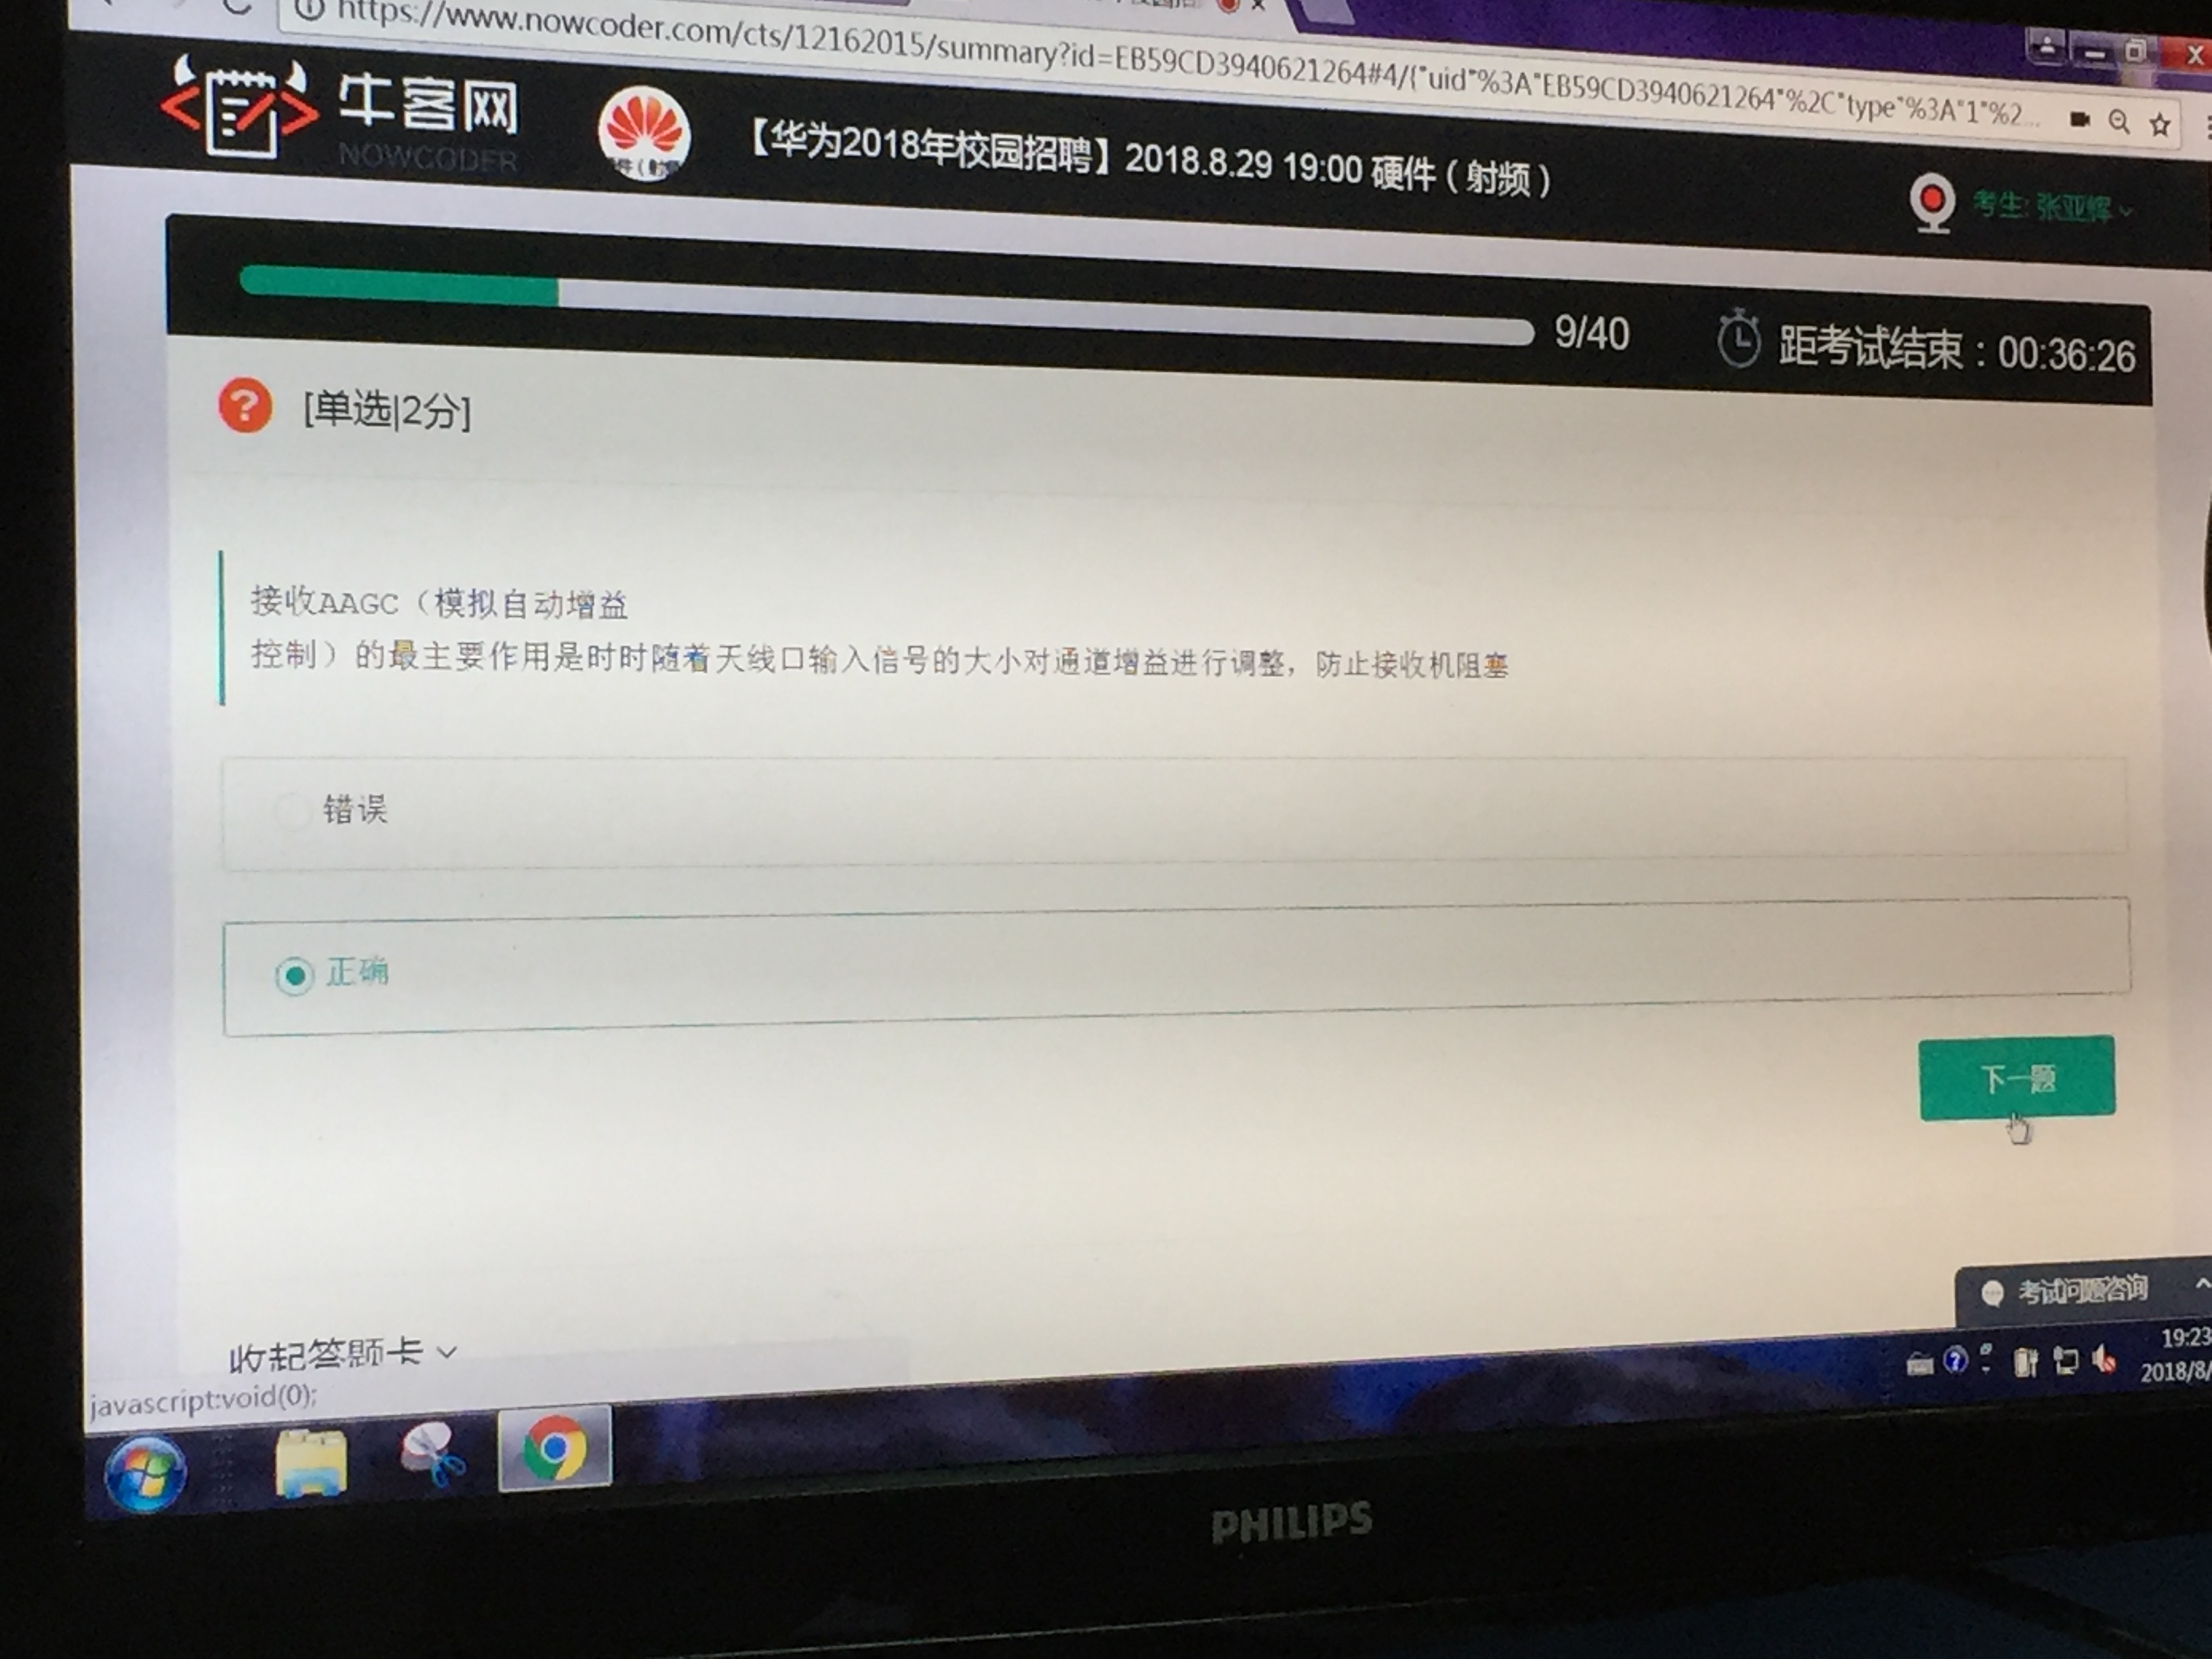 https://www.nowcoder.com/cts/12162015/summary?id=EB59CD3940621264#4/{"uid"%3A"EB59CD3940621264"%2C"type"%3A"1"%2...
牛客网
NOWCODER
【华为2018年校园招聘】2018.8.29 19:00 硬件（射频）
考生: 张亚辉
9/40
距考试结束：00:36:26
[单选|2分]
接收AAGC（模拟自动增益
控制）的最主要作用是时时随着天线口输入信号的大小对通道增益进行调整，防止接收机阻塞
错误
正确
下一题
考试问题咨询
收起答题卡
javascript:void(0);
19:23
2018/8/
PHILIPS